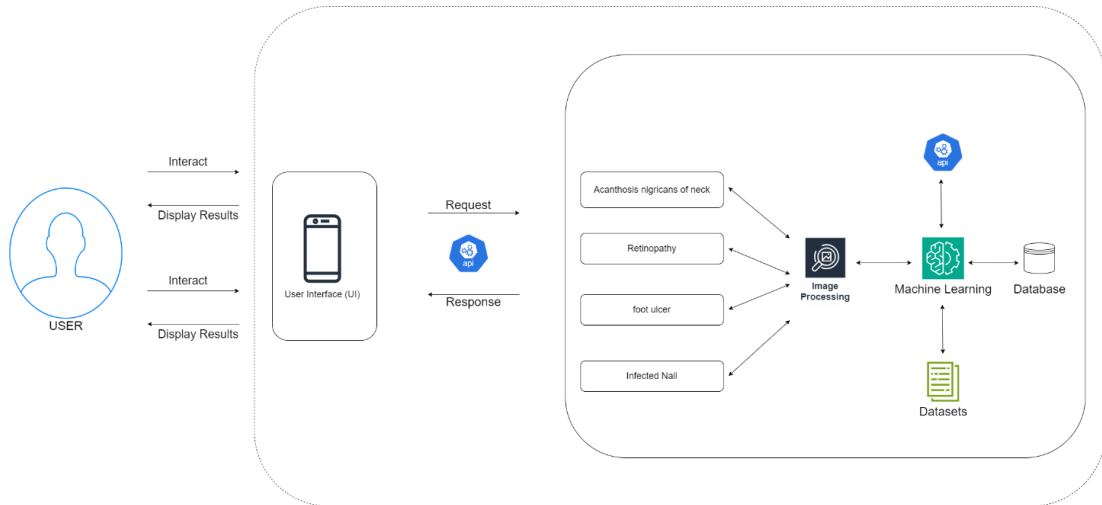 Interact
Display Results
Interact
Display Results
USER
User Interface (UI)
Request
api
Response
Acanthosis nigricans of neck
Retinopathy
foot ulcer
Infected Nail
Image
Processing
api
Machine Learning
Database
Datasets